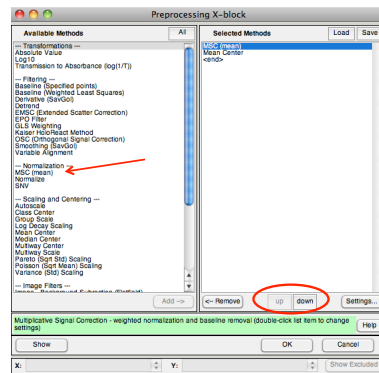 Preprocessing X-block
Available Methods
All
Selected Methods
Load
Save
--- Transformations ---
Absolute Value
Log10
Transmission to Absorbance (log(1/T))
--- Filtering ---
Baseline (Specified points)
Baseline (Weighted Least Squares)
Derivative (SavGol)
Detrend
EMSC (Extended Scatter Correction)
EPO Filter
GLS Weighting
Kaiser HoloReact Method
OSC (Orthogonal Signal Correction)
Smoothing (SavGol)
Variable Alignment
--- Normalization ---
MSC (mean)
Normalize
SNV
--- Scaling and Centering ---
Autoscale
Class Center
Group Scale
Log Decay Scaling
Mean Center
Median Center
Multiway Center
Multiway Scale
Pareto (Sqrt Std) Scaling
Poisson (Sqrt Mean) Scaling
Variance (Std) Scaling
--- Image Filters ---
MSC (mean)
Mean Center
<end>
Add ->
<-- Remove
up
down
Settings...
Multiplicative Signal Correction - weighted normalization and baseline removal (double-click list item to change
settings)
Help
Show
OK
Cancel
X:
Y:
Show Excluded